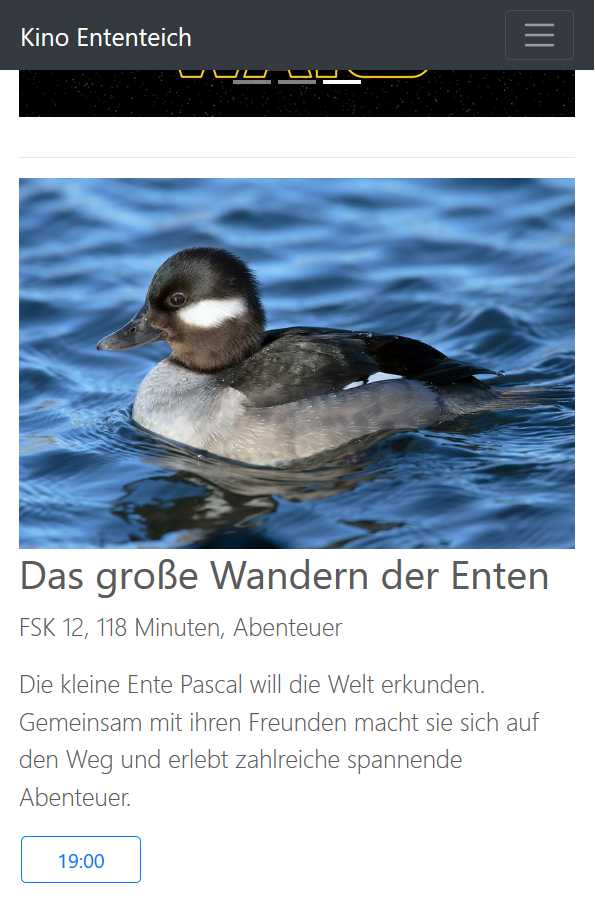 Kino Ententeich
Das große Wandern der Enten
FSK 12, 118 Minuten, Abenteuer
Die kleine Ente Pascal will die Welt erkunden.
Gemeinsam mit ihren Freunden macht sie sich auf
den Weg und erlebt zahlreiche spannende
Abenteuer.
19:00